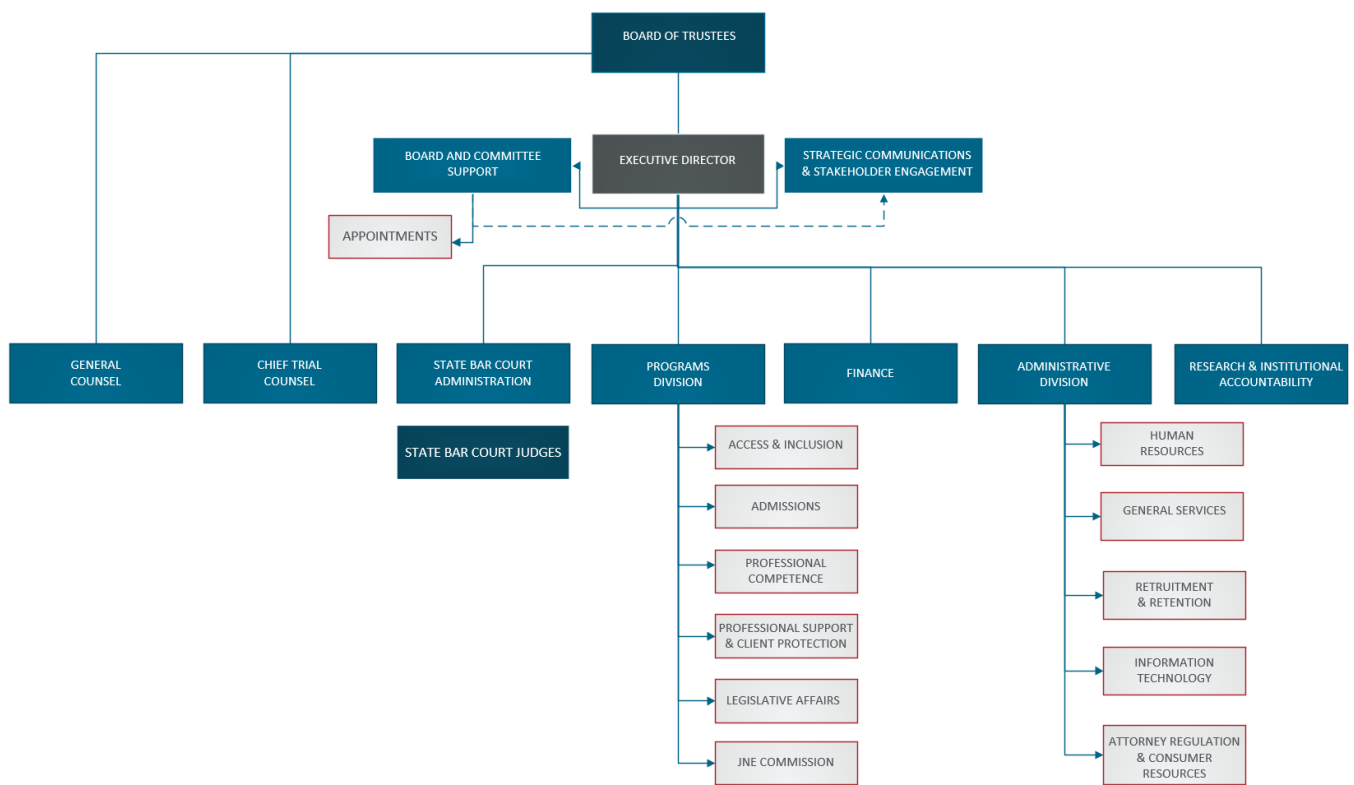 BOARD OF TRUSTEES
BOARD AND COMMITTEE
SUPPORT
EXECUTIVE DIRECTOR
STRATEGIC COMMUNICATIONS
& STAKEHOLDER ENGAGEMENT
APPOINTMENTS
GENERAL
COUNSEL
CHIEF TRIAL
COUNSEL
STATE BAR COURT
ADMINISTRATION
PROGRAMS
DIVISION
FINANCE
ADMINISTRATIVE
DIVISION
RESEARCH & INSTITUTIONAL
ACCOUNTABILITY
STATE BAR COURT JUDGES
ACCESS & INCLUSION
ADMISSIONS
PROFESSIONAL
COMPETENCE
PROFESSIONAL SUPPORT
& CLIENT PROTECTION
LEGISLATIVE AFFAIRS
JNE COMMISSION
HUMAN
RESOURCES
GENERAL SERVICES
RETRUITMENT
& RETENTION
INFORMATION
TECHNOLOGY
ATTORNEY REGULATION
& CONSUMER
RESOURCES